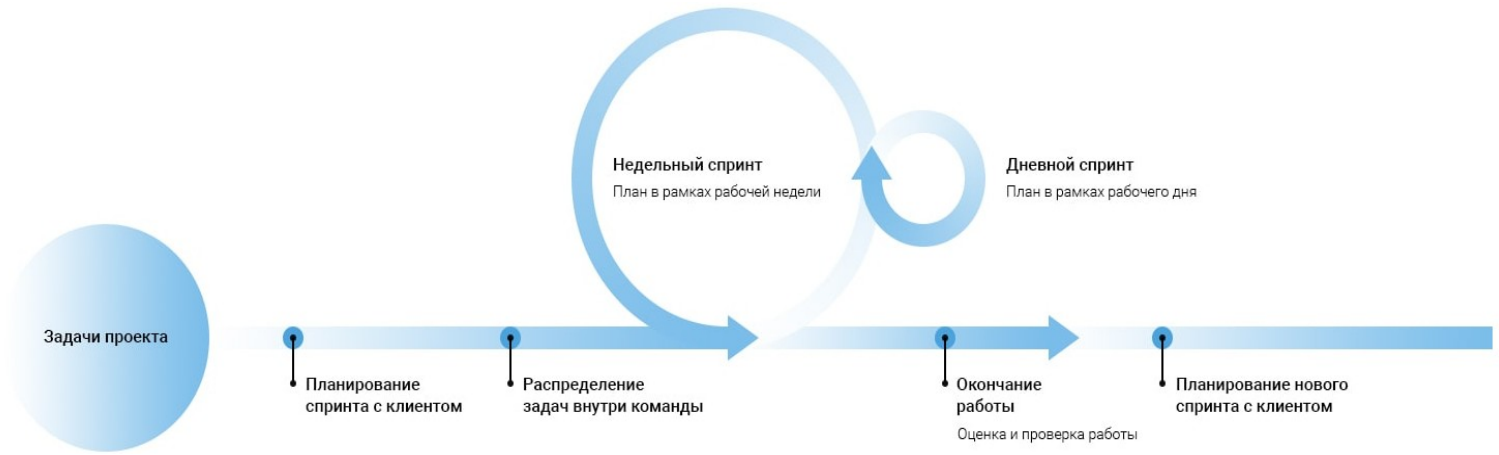 Недельный спринт
План в рамках рабочей недели
Дневной спринт
План в рамках рабочего дня
Задачи проекта
Планирование
спринта с клиентом
Распределение
задач внутри команды
Окончание
работы
Оценка и проверка работы
Планирование нового
спринта с клиентом